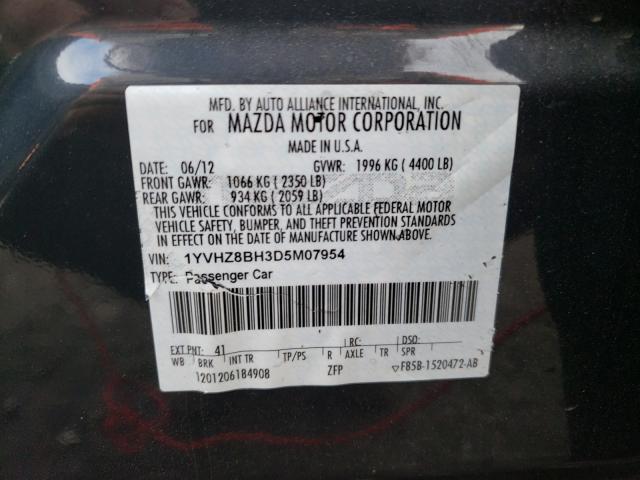 MFD. BY AUTO ALLIANCE INTERNATIONAL, INC.
FOR MAZDA MOTOR CORPORATION
MADE IN U.S.A.
DATE: 06/12 GVWR: 1996 KG ( 4400 LB)
FRONT GAWR: 1066 KG ( 2350 LB)
REAR GAWR: 934 KG ( 2059 LB)
THIS VEHICLE CONFORMS TO ALL APPLICABLE FEDERAL MOTOR
VEHICLE SAFETY, BUMPER, AND THEFT PREVENTION STANDARDS
IN EFFECT ON THE DATE OF MANUFACTURE SHOWN ABOVE.
VIN: 1YVHZ8BH3D5M07954
TYPE: Passenger Car
EXT PNT: 41 RC: DSO:
WB BRK INT TR TP/PS R AXLE TR SPR
1201206184908 ZFP ▽FB5B-1520472-AB